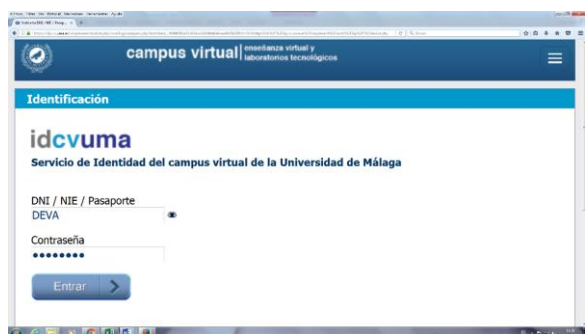 campus virtual
enseñanza virtual y
laboratorios tecnológicos
Identificación
idcvuma
Servicio de Identidad del campus virtual de la Universidad de Málaga
DNI / NIE / Pasaporte
DEVA
Contraseña
••••••••
Entrar